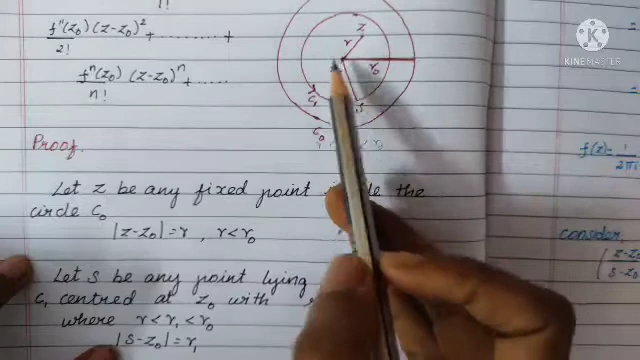 f''(z₀)(z-z₀)² + ........ +
2!
fⁿ(z₀) (z-z₀)ⁿ + .....
n!
z
r
r₀
C₁
s
C₀
Proof
Let z be any fixed point the
circle C₀
|z-z₀|=r , r<r₀
Let s be any point lying
C₁ centred at z₀ with
where r<r₁<r₀
|s-z₀|=r₁
f(z)= 1
2πi
consider,
z-z₀
s-z₀
KINEMASTER